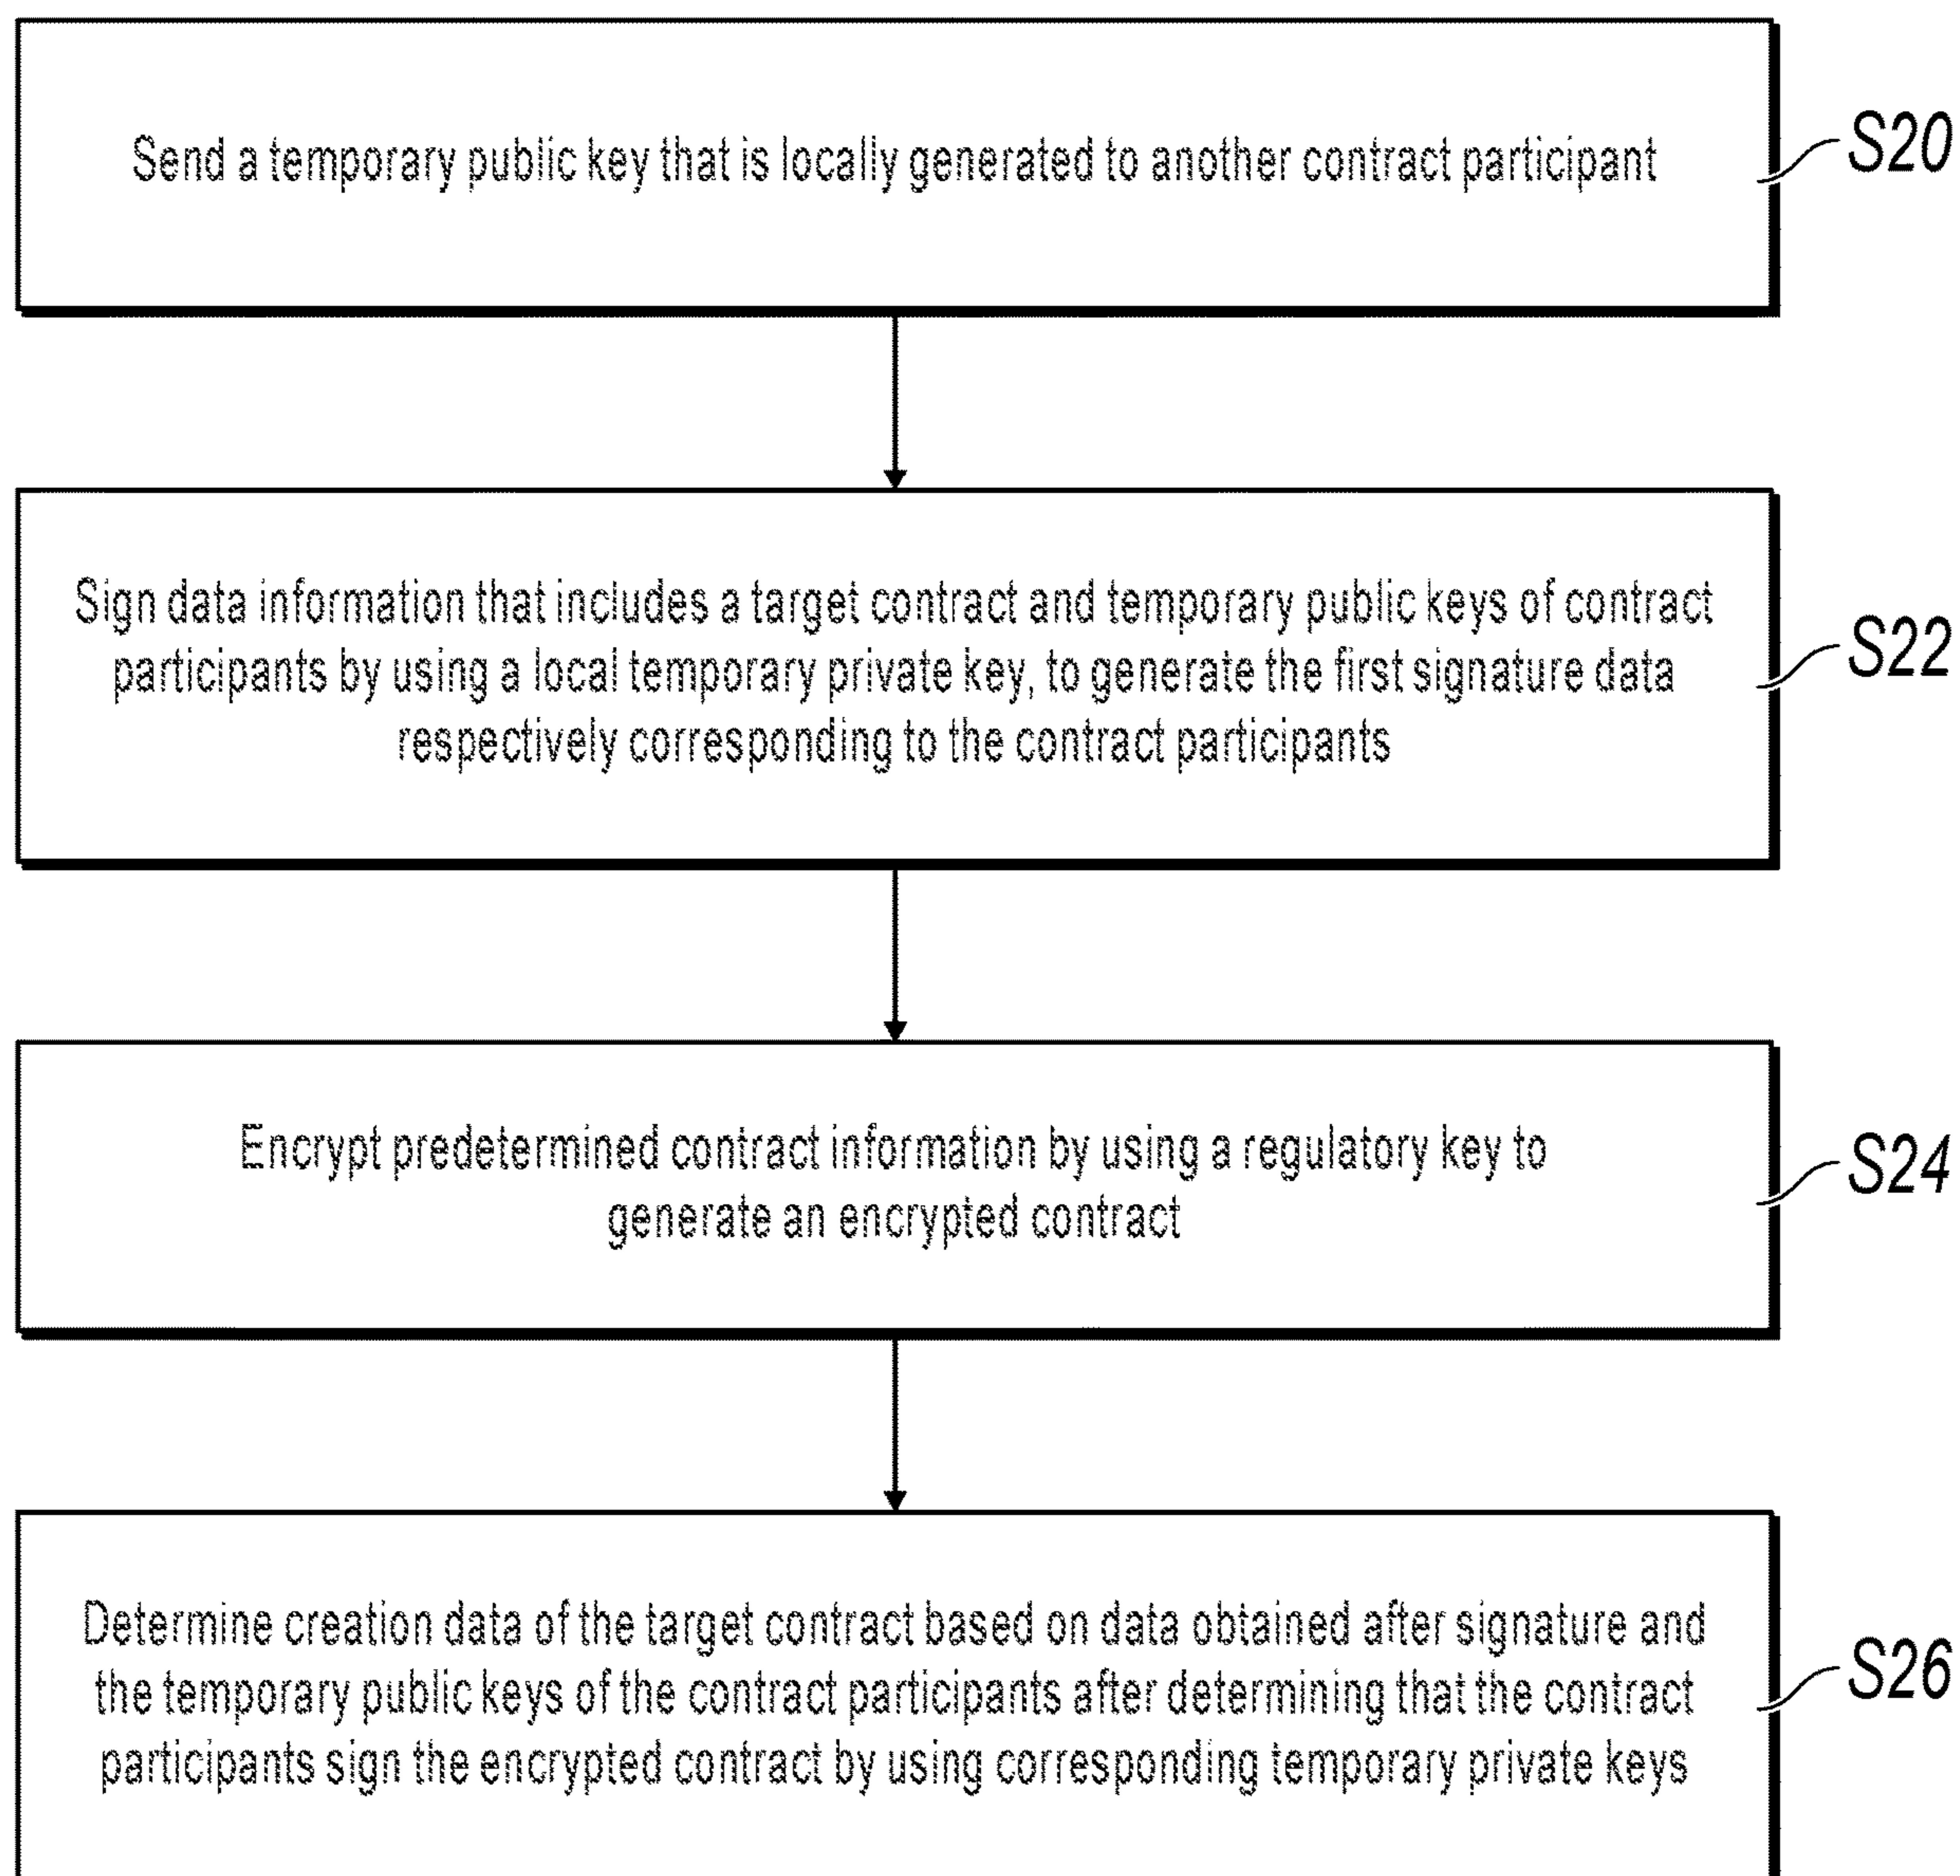 Send a temporary public key that is locally generated to another contract participant
S20
Sign data information that includes a target contract and temporary public keys of contract
participants by using a local temporary private key, to generate the first signature data
respectively corresponding to the contract participants
S22
Encrypt predetermined contract information by using a regulatory key to
generate an encrypted contract
S24
Determine creation data of the target contract based on data obtained after signature and
the temporary public keys of the contract participants after determining that the contract
participants sign the encrypted contract by using corresponding temporary private keys
S26